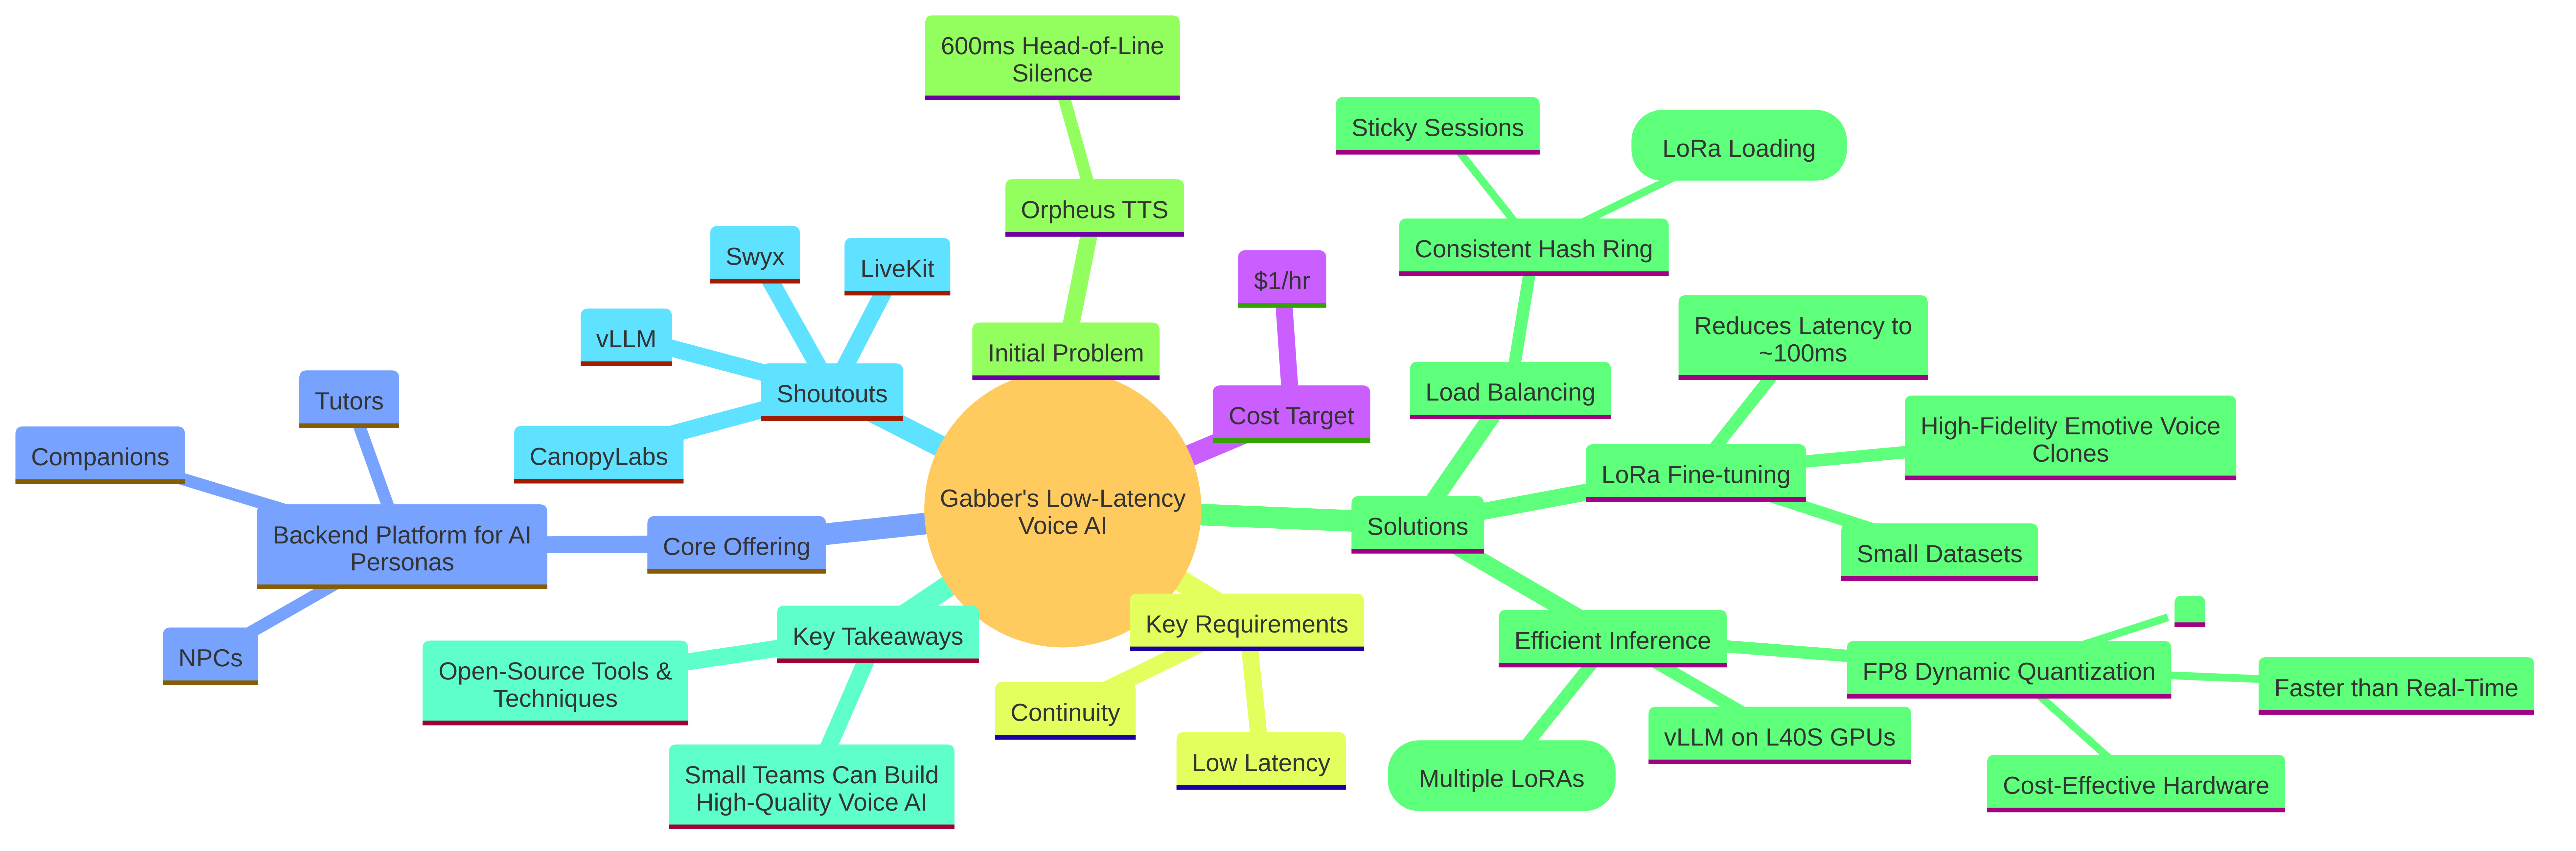 600ms Head-of-Line
Silence
Orpheus TTS
Initial Problem
Swyx
LiveKit
vLLM
Shoutouts
CanopyLabs
$1/hr
Cost Target
Tutors
Companions
Backend Platform for AI
Personas
NPCs
Core Offering
Gabber's Low-Latency
Voice AI
Key Takeaways
Open-Source Tools &
Techniques
Small Teams Can Build
High-Quality Voice AI
Key Requirements
Continuity
Low Latency
Sticky Sessions
LoRa Loading
Consistent Hash Ring
Load Balancing
Solutions
Reduces Latency to
~100ms
High-Fidelity Emotive Voice
Clones
LoRa Fine-tuning
Small Datasets
Efficient Inference
FP8 Dynamic Quantization
Faster than Real-Time
Cost-Effective Hardware
vLLM on L40S GPUs
Multiple LoRAs